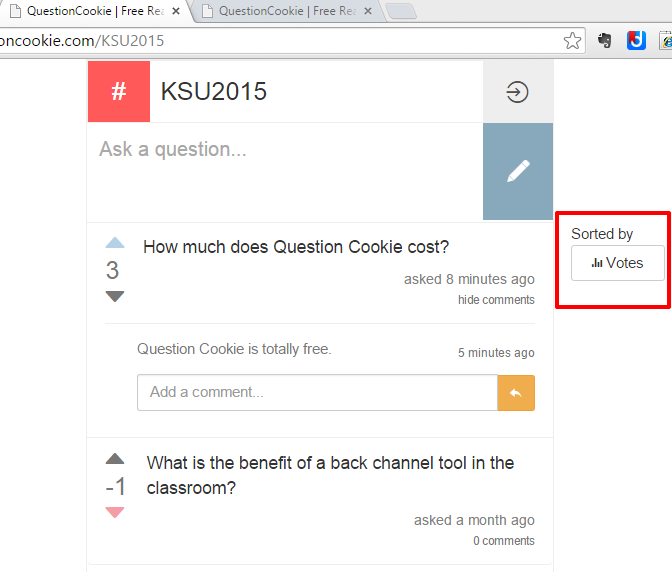 QuestionCookie | Free Rea × QuestionCookie | Free Rea ×
oncookie.com/KSU2015
# KSU2015
Ask a question...
Sorted by
Votes
How much does Question Cookie cost?
3
asked 8 minutes ago
hide comments
Question Cookie is totally free.
5 minutes ago
Add a comment...
What is the benefit of a back channel tool in the
classroom?
-1
asked a month ago
0 comments